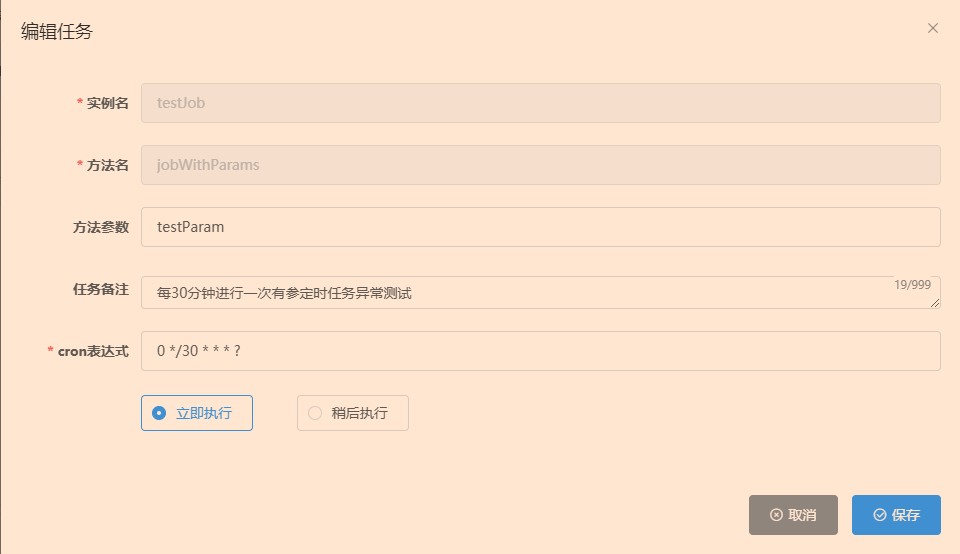 编辑任务
* 实例名 testJob
* 方法名 jobWithParams
方法参数 testParam
任务备注 每30分钟进行一次有参定时任务异常测试 19/999
* cron表达式 0 */30 * * * ?
立即执行 稍后执行
取消 保存